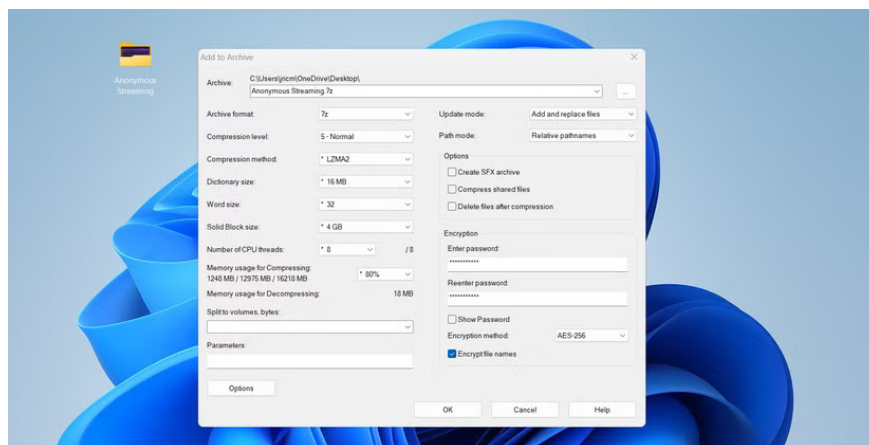 Anonymous
Streaming
Add to Archive
Archive:
C:\Users\jricm\OneDrive\Desktop\
Anonymous Streaming 7z
...
Archive format:
7z
Compression level:
5 - Normal
Compression method:
* LZMA2
Dictionary size:
* 16 MB
Word size:
* 32
Solid Block size:
* 4 GB
Number of CPU threads:
* 8
/ 8
Memory usage for Compressing:
1248 MB / 12975 MB / 16218 MB
* 80%
Memory usage for Decompressing:
18 MB
Split to volumes, bytes:
Parameters
Options
Update mode:
Add and replace files
Path mode:
Relative pathnames
Options
Create SFX archive
Compress shared files
Delete files after compression
Encryption
Enter password:
***********
Reenter password:
***********
Show Password
Encryption method:
AES-256
Encrypt file names
OK
Cancel
Help